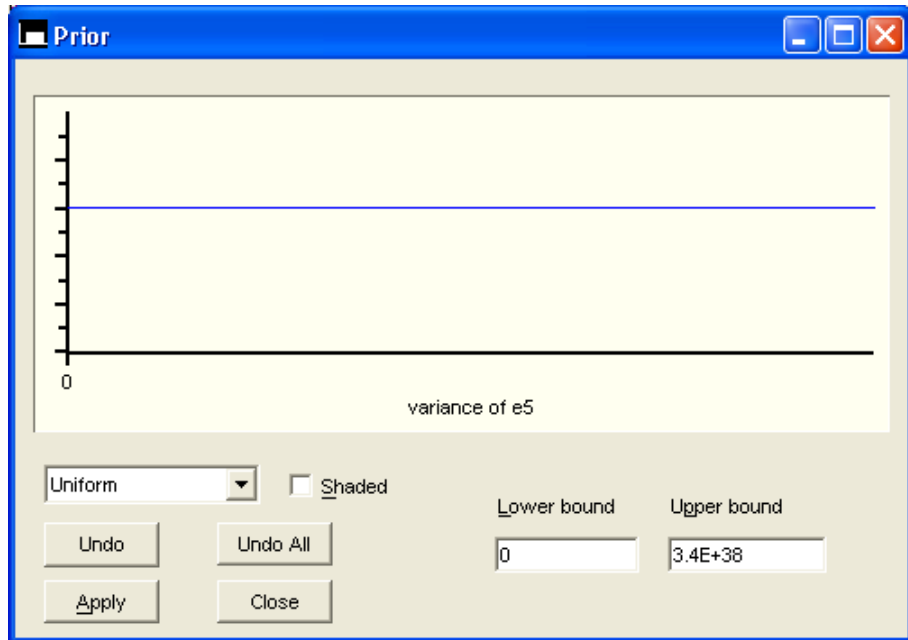 Prior
0
variance of e5
Uniform
Shaded
Lower bound
Upper bound
Undo
Undo All
0
3.4E+38
Apply
Close